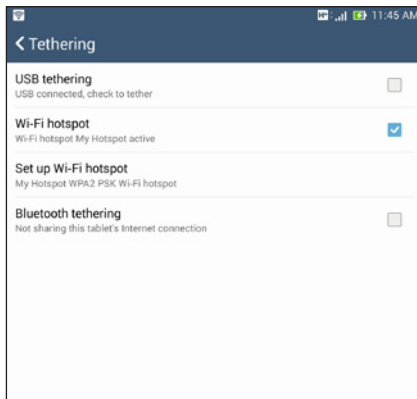 11:45 AM
Tethering
USB tethering
USB connected, check to tether
Wi-Fi hotspot
Wi-Fi hotspot My Hotspot active
Set up Wi-Fi hotspot
My Hotspot WPA2 PSK Wi-Fi hotspot
Bluetooth tethering
Not sharing this tablet's Internet connection